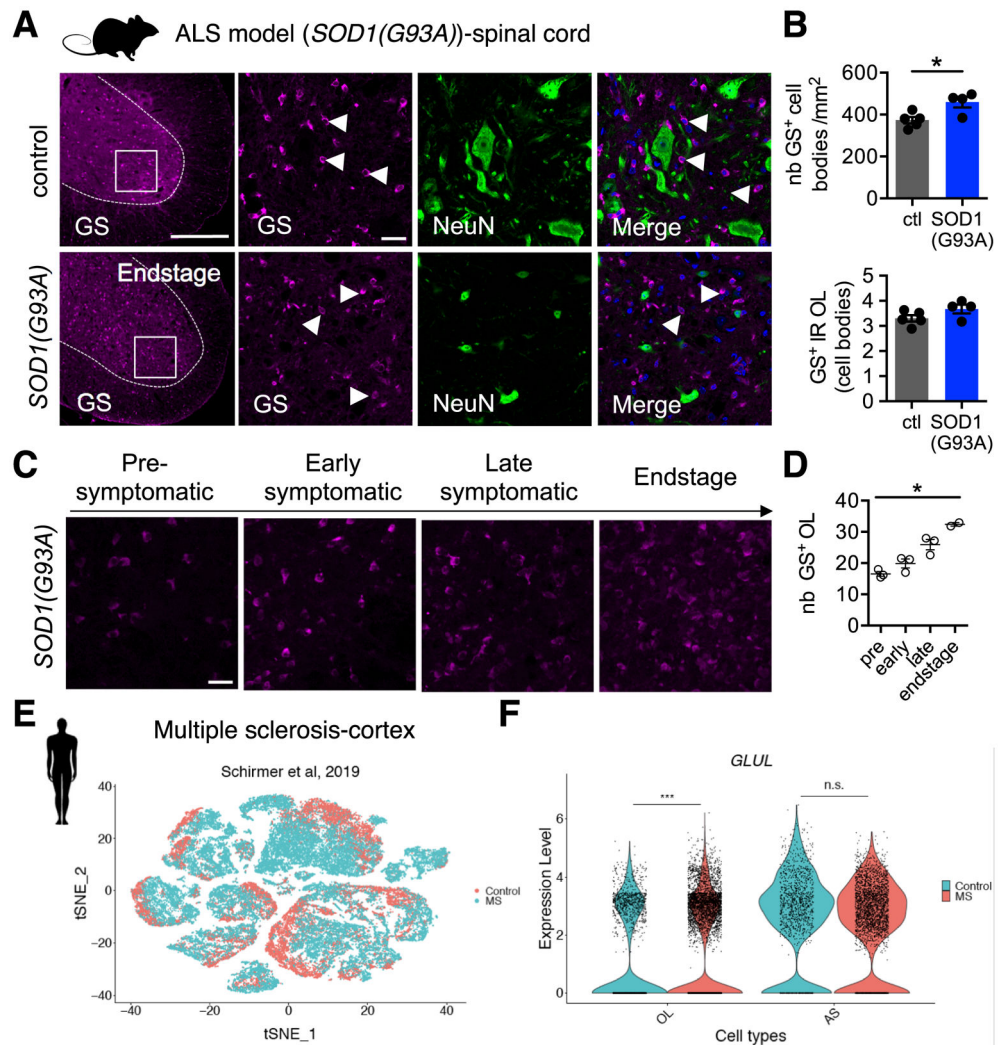 A
ALS model (SOD1(G93A))-spinal cord
control
GS
GS
NeuN
Merge
SOD1(G93A)
Endstage
GS
GS
NeuN
Merge
B
nb GS+ cell
bodies /mm2
600
400
200
0
ctl
SOD1
(G93A)
*
GS+ IR OL
(cell bodies)
5
4
3
2
1
0
ctl
SOD1
(G93A)
C
Pre-
symptomatic
Early
symptomatic
Late
symptomatic
Endstage
SOD1(G93A)
D
nb GS+ OL
40
30
20
10
0
*
pre
early
late
endstage
E
Multiple sclerosis-cortex
Schirmer et al, 2019
tSNE_2
40
20
0
−20
−40
−20
0
20
40
tSNE_1
Control
MS
F
GLUL
***
n.s.
Expression Level
6
4
2
0
OL
AS
Cell types
Control
MS